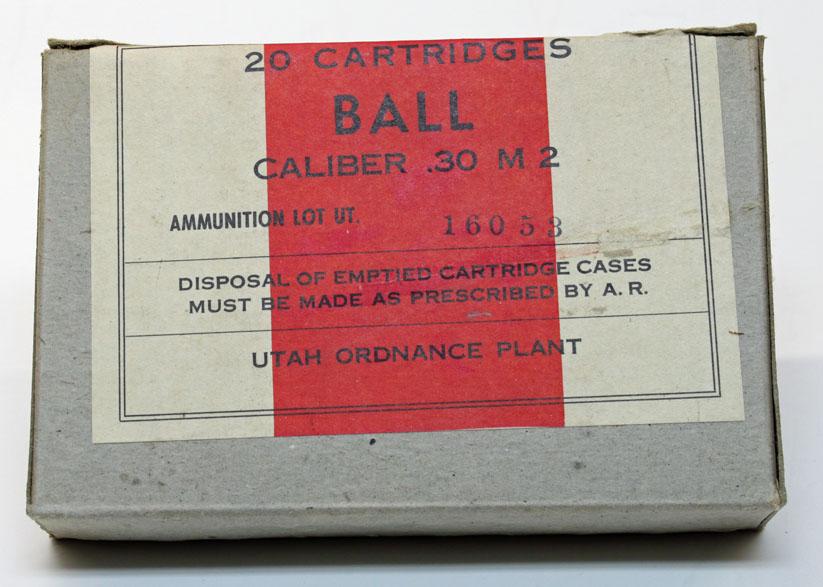 20 CARTRIDGES
BALL
CALIBER .30 M 2
AMMUNITION LOT UT. 16053
DISPOSAL OF EMPTIED CARTRIDGE CASES
MUST BE MADE AS PRESCRIBED BY A. R.
UTAH ORDNANCE PLANT